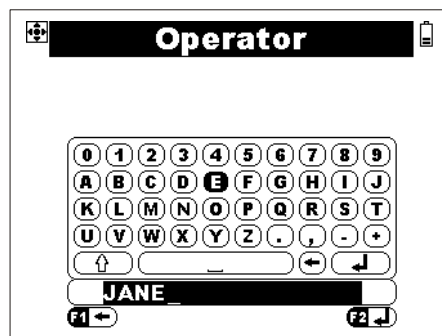 Operator
0 1 2 3 4 5 6 7 8 9
A B C D E F G H I J
K L M N O P Q R S T
U V W X Y Z . , - +
JANE_
F1 F2